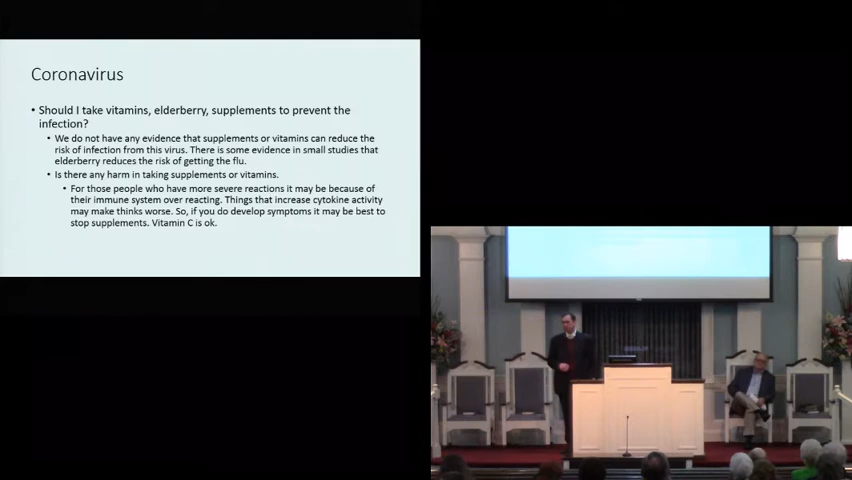 Coronavirus
• Should I take vitamins, elderberry, supplements to prevent the
infection?
• We do not have any evidence that supplements or vitamins can reduce the
risk of infection from this virus. There is some evidence in small studies that
elderberry reduces the risk of getting the flu.
• Is there any harm in taking supplements or vitamins.
• For those people who have more severe reactions it may be because of
their immune system over reacting. Things that increase cytokine activity
may make thinks worse. So, if you do develop symptoms it may be best to
stop supplements. Vitamin C is ok.